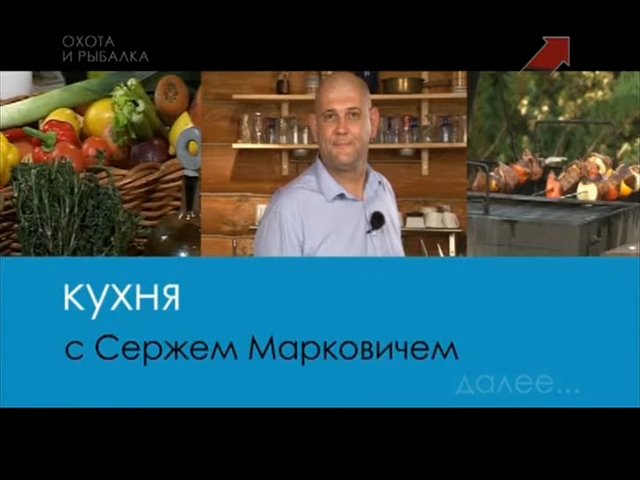 ОХОТА
И РЫБАЛКА
кухня
с Сержем Марковичем
далее...